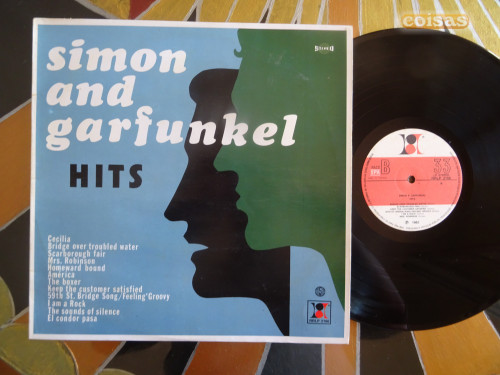 coisas
STEREO
simon
and
garfunkel
HITS
Cecilia
Bridge over troubled water
Scarborough fair
Mrs. Robinson
Homeward bound
America
The boxer
Keep the customer satisfied
59th St. Bridge Song/Feeling'Groovy
I am a Rock
The sounds of silence
El condor pasa
B
33